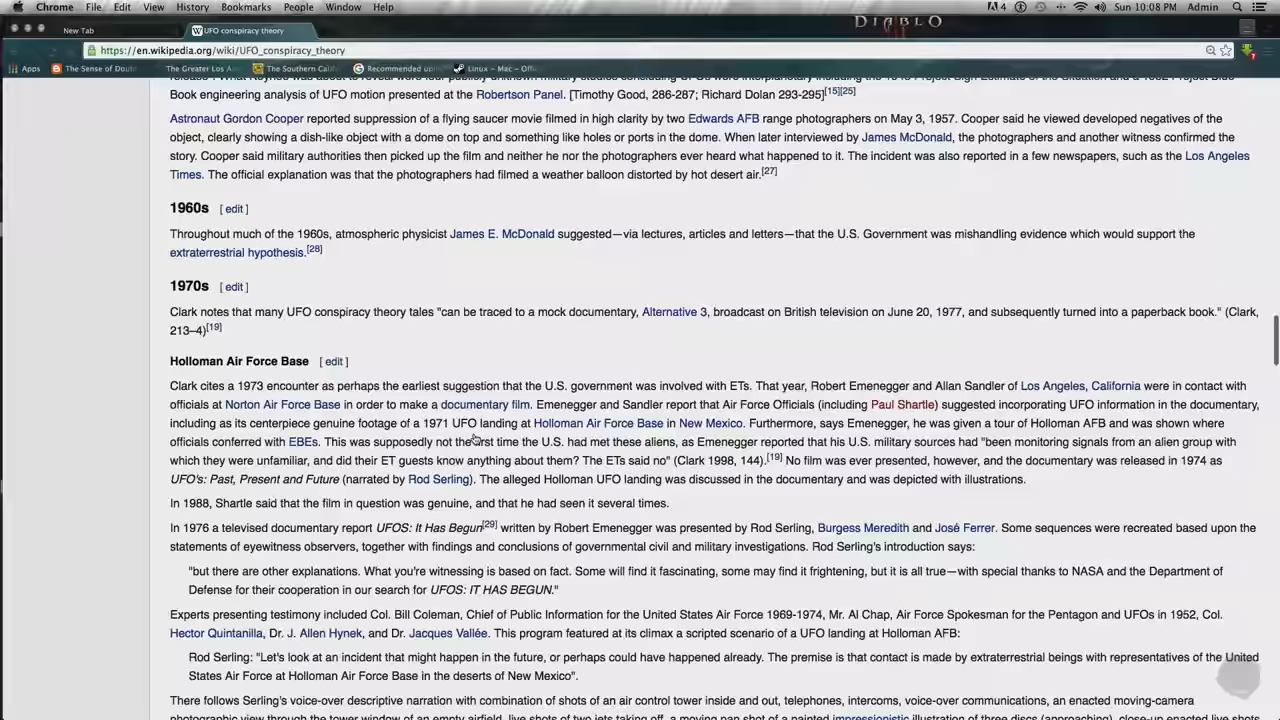 Chrome File Edit View History Bookmarks People Window Help 4 Sun 10:08 PM Admin
DIABLO
New Tab UFO conspiracy theory
https://en.wikipedia.org/wiki/UFO_conspiracy_theory
Apps The Sense of Doubt The Greater Los A The Southern Calif Recommended op Linux – Mac – Off
Book engineering analysis of UFO motion presented at the Robertson Panel. [Timothy Good, 286-287; Richard Dolan 293-295][15][25]
Astronaut Gordon Cooper reported suppression of a flying saucer movie filmed in high clarity by two Edwards AFB range photographers on May 3, 1957. Cooper said he viewed developed negatives of the
object, clearly showing a dish-like object with a dome on top and something like holes or ports in the dome. When later interviewed by James McDonald, the photographers and another witness confirmed the
story. Cooper said military authorities then picked up the film and neither he nor the photographers ever heard what happened to it. The incident was also reported in a few newspapers, such as the Los Angeles
Times. The official explanation was that the photographers had filmed a weather balloon distorted by hot desert air.[27]
1960s [ edit ]
Throughout much of the 1960s, atmospheric physicist James E. McDonald suggested—via lectures, articles and letters—that the U.S. Government was mishandling evidence which would support the
extraterrestrial hypothesis.[28]
1970s [ edit ]
Clark notes that many UFO conspiracy theory tales "can be traced to a mock documentary, Alternative 3, broadcast on British television on June 20, 1977, and subsequently turned into a paperback book." (Clark,
213–4)[19]
Holloman Air Force Base [ edit ]
Clark cites a 1973 encounter as perhaps the earliest suggestion that the U.S. government was involved with ETs. That year, Robert Emenegger and Allan Sandler of Los Angeles, California were in contact with
officials at Norton Air Force Base in order to make a documentary film. Emenegger and Sandler report that Air Force Officials (including Paul Shartle) suggested incorporating UFO information in the documentary,
including as its centerpiece genuine footage of a 1971 UFO landing at Holloman Air Force Base in New Mexico. Furthermore, says Emenegger, he was given a tour of Holloman AFB and was shown where
officials conferred with EBEs. This was supposedly not the first time the U.S. had met these aliens, as Emenegger reported that his U.S. military sources had "been monitoring signals from an alien group with
which they were unfamiliar, and did their ET guests know anything about them? The ETs said no" (Clark 1998, 144).[19] No film was ever presented, however, and the documentary was released in 1974 as
UFO's: Past, Present and Future (narrated by Rod Serling). The alleged Holloman UFO landing was discussed in the documentary and was depicted with illustrations.
In 1988, Shartle said that the film in question was genuine, and that he had seen it several times.
In 1976 a televised documentary report UFOS: It Has Begun[29] written by Robert Emenegger was presented by Rod Serling, Burgess Meredith and José Ferrer. Some sequences were recreated based upon the
statements of eyewitness observers, together with findings and conclusions of governmental civil and military investigations. Rod Serling's introduction says:
"but there are other explanations. What you're witnessing is based on fact. Some will find it fascinating, some may find it frightening, but it is all true—with special thanks to NASA and the Department of
Defense for their cooperation in our search for UFOS: IT HAS BEGUN."
Experts presenting testimony included Col. Bill Coleman, Chief of Public Information for the United States Air Force 1969-1974, Mr. Al Chap, Air Force Spokesman for the Pentagon and UFOs in 1952, Col.
Hector Quintanilla, Dr. J. Allen Hynek, and Dr. Jacques Vallée. This program featured at its climax a scripted scenario of a UFO landing at Holloman AFB:
Rod Serling: "Let's look at an incident that might happen in the future, or perhaps could have happened already. The premise is that contact is made by extraterrestrial beings with representatives of the United
States Air Force at Holloman Air Force Base in the deserts of New Mexico".
There follows Serling's voice-over descriptive narration with combination of shots of an air control tower inside and out, telephones, intercoms, voice-over communications, an enacted moving-camera
photographic view through the tower window of an empty airfield, live shots of two jets taking off, a moving pan shot of a painted impressionistic illustration of three discs (approaching), close-up enacted live shots